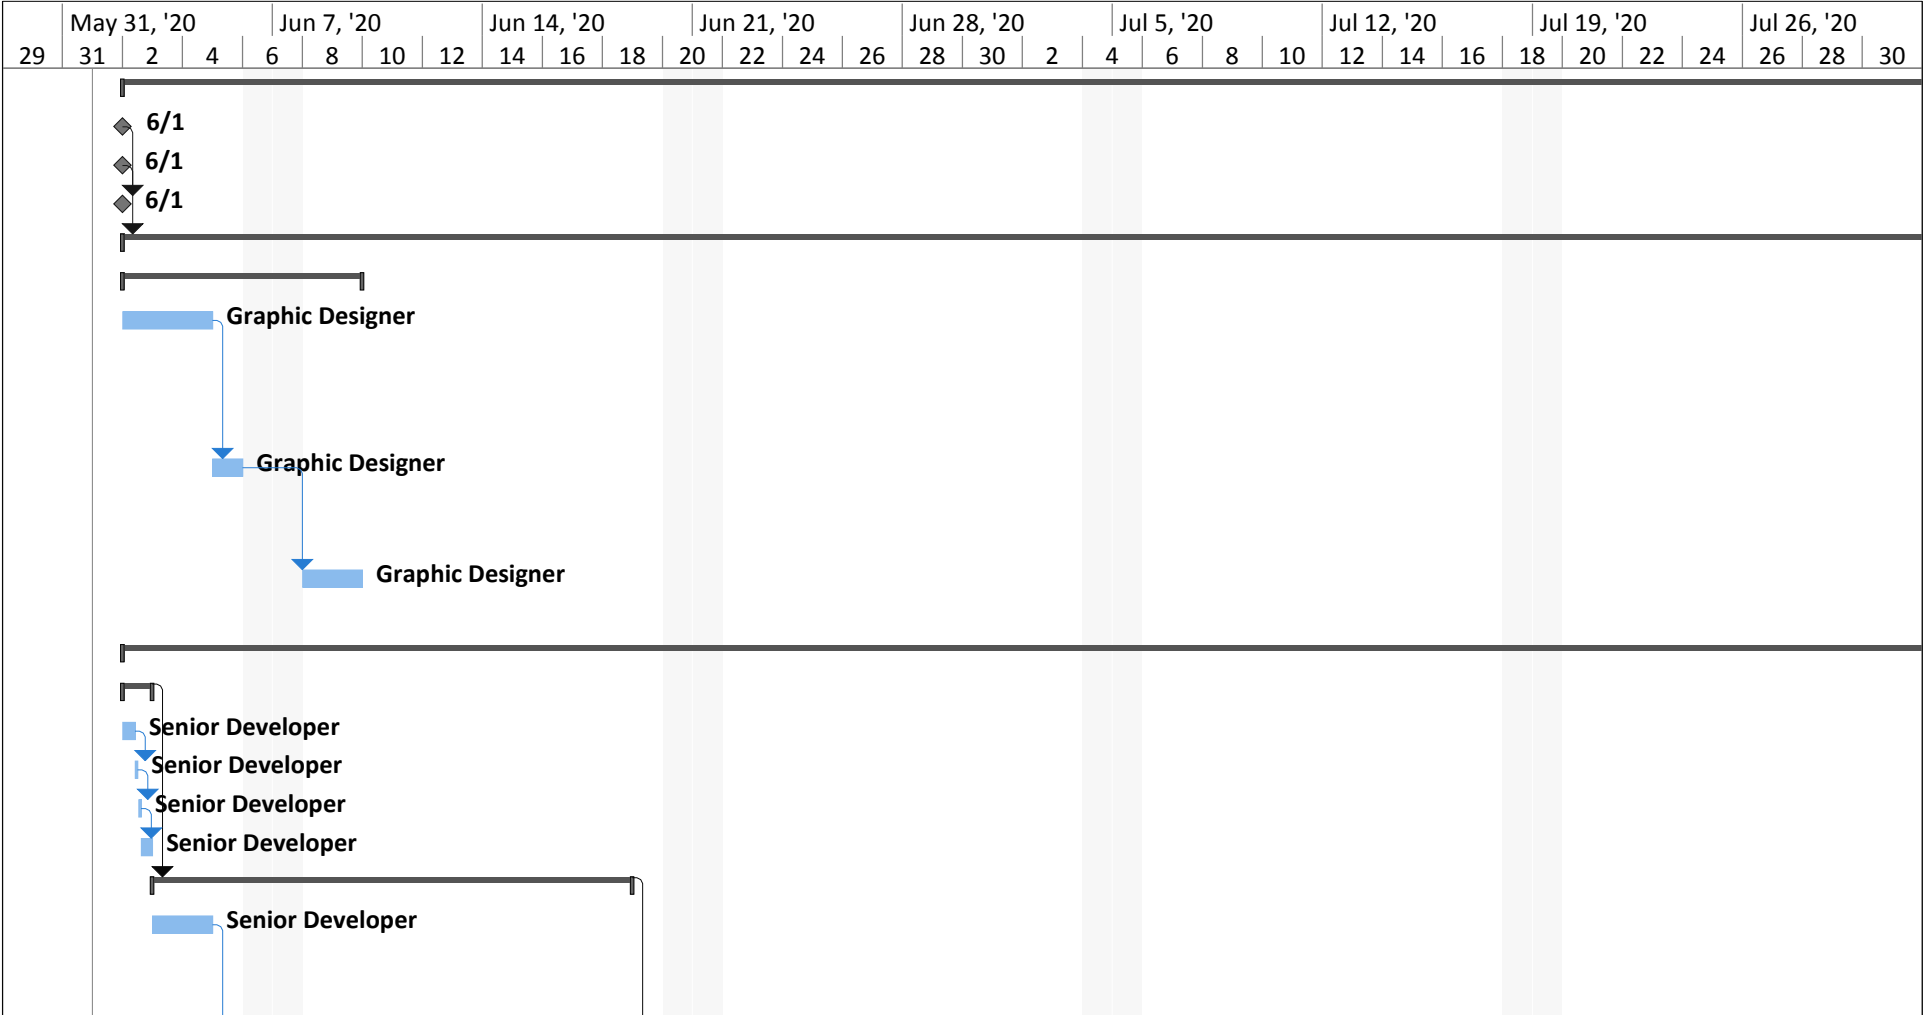 May 31, '20 Jun 7, '20 Jun 14, '20 Jun 21, '20 Jun 28, '20 Jul 5, '20 Jul 12, '20 Jul 19, '20 Jul 26, '20
29 31 2 4 6 8 10 12 14 16 18 20 22 24 26 28 30 2 4 6 8 10 12 14 16 18 20 22 24 26 28 30
6/1
6/1
6/1
Graphic Designer
Graphic Designer
Graphic Designer
Senior Developer
Senior Developer
Senior Developer
Senior Developer
Senior Developer